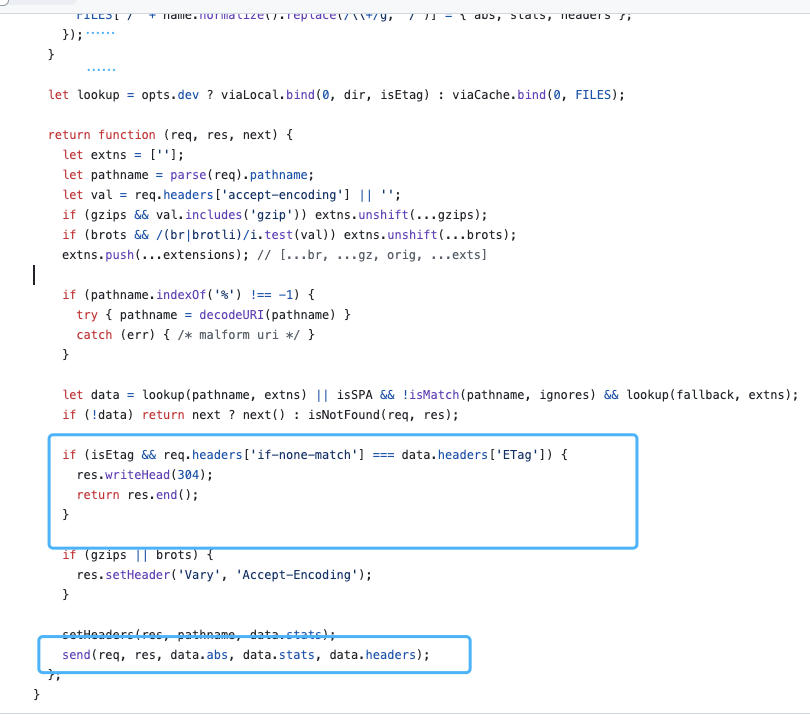 FILES['/' + name.normalize().replace(/\\+/g, '/')] = { abs, stats, headers };
});
}
let lookup = opts.dev ? viaLocal.bind(0, dir, isEtag) : viaCache.bind(0, FILES);
return function (req, res, next) {
let extns = [''];
let pathname = parse(req).pathname;
let val = req.headers['accept-encoding'] || '';
if (gzips && val.includes('gzip')) extns.unshift(...gzips);
if (brots && /(br|brotli)/i.test(val)) extns.unshift(...brots);
extns.push(...extensions); // [...br, ...gz, orig, ...exts]
if (pathname.indexOf('%') !== -1) {
try { pathname = decodeURI(pathname) }
catch (err) { /* malform uri */ }
}
let data = lookup(pathname, extns) || isSPA && !isMatch(pathname, ignores) && lookup(fallback, extns);
if (!data) return next ? next() : isNotFound(req, res);
if (isEtag && req.headers['if-none-match'] === data.headers['ETag']) {
res.writeHead(304);
return res.end();
}
if (gzips || brots) {
res.setHeader('Vary', 'Accept-Encoding');
}
setHeaders(res, pathname, data.stats);
send(req, res, data.abs, data.stats, data.headers);
};
}